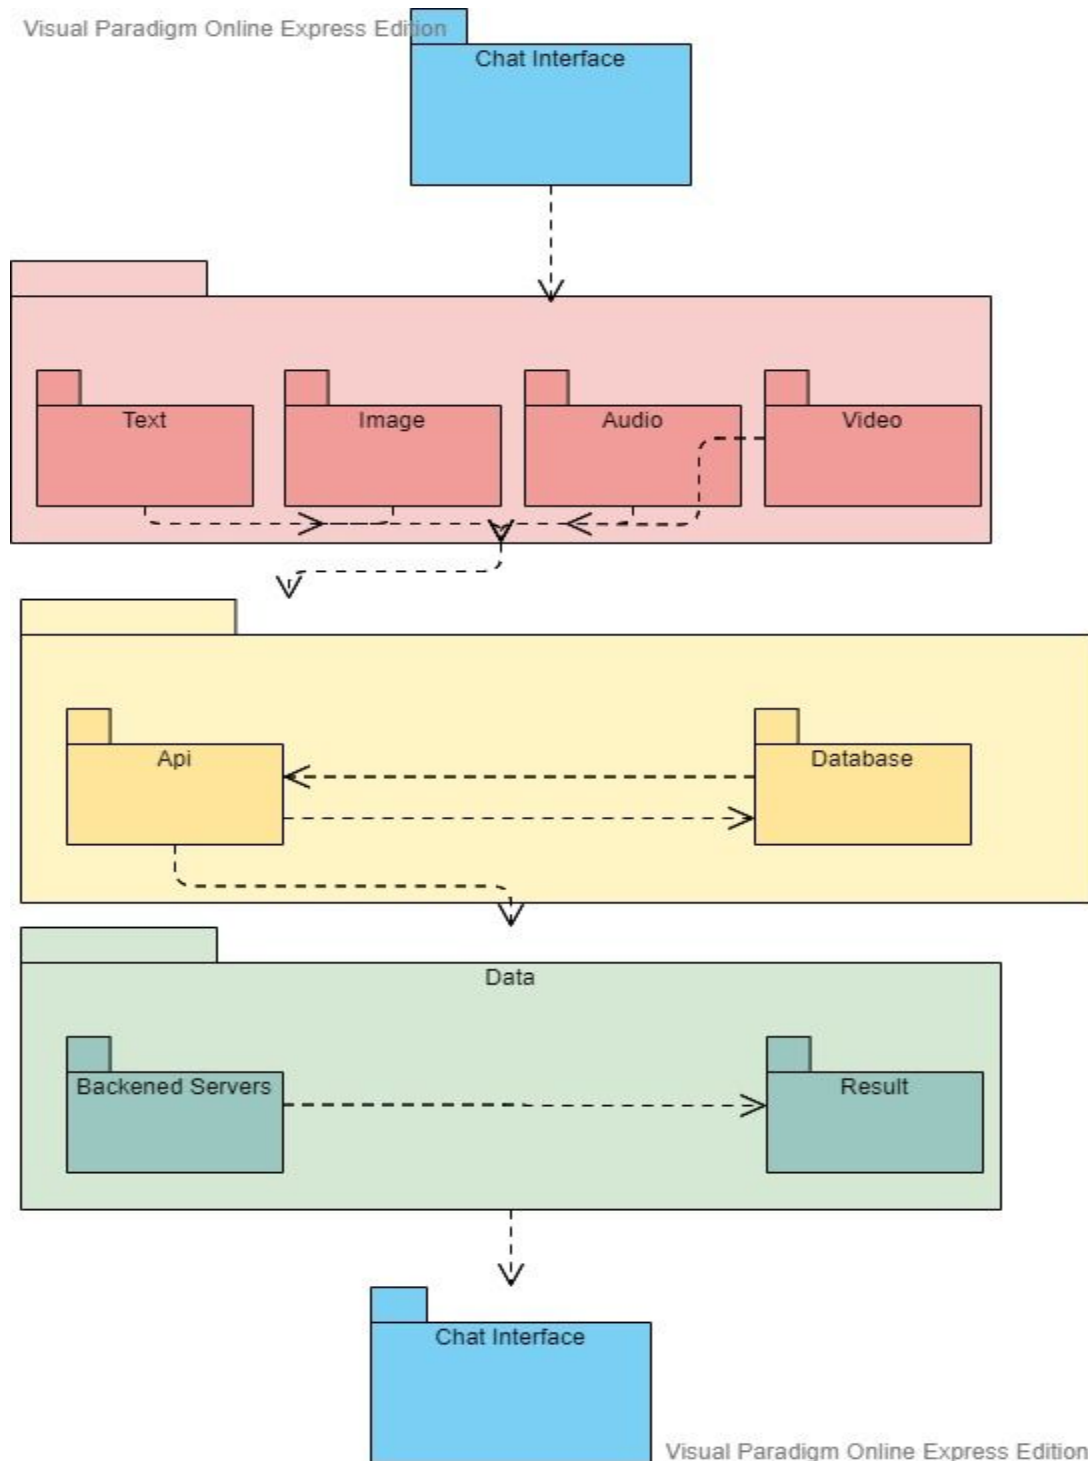 Visual Paradigm Online Express Edition
Chat Interface
Text
Image
Audio
Video
Api
Database
Data
Backened Servers
Result
Chat Interface
Visual Paradigm Online Express Edition